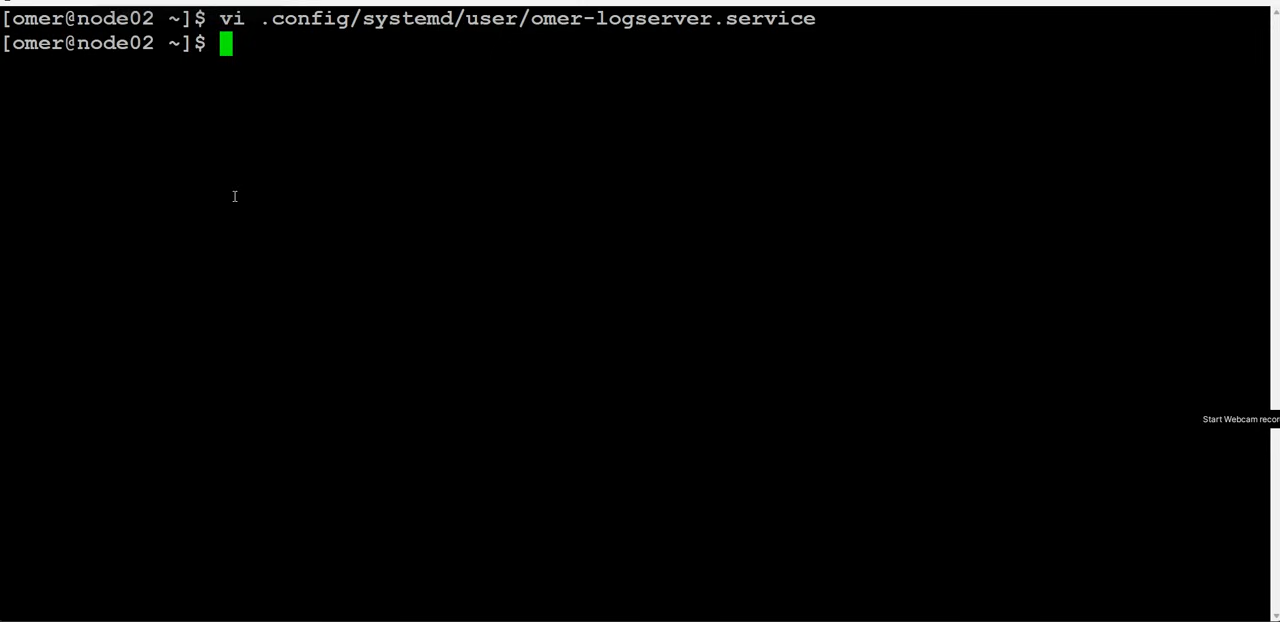 [omer@node02 ~]$ vi .config/systemd/user/omer-logserver.service
[omer@node02 ~]$
Start Webcam recor